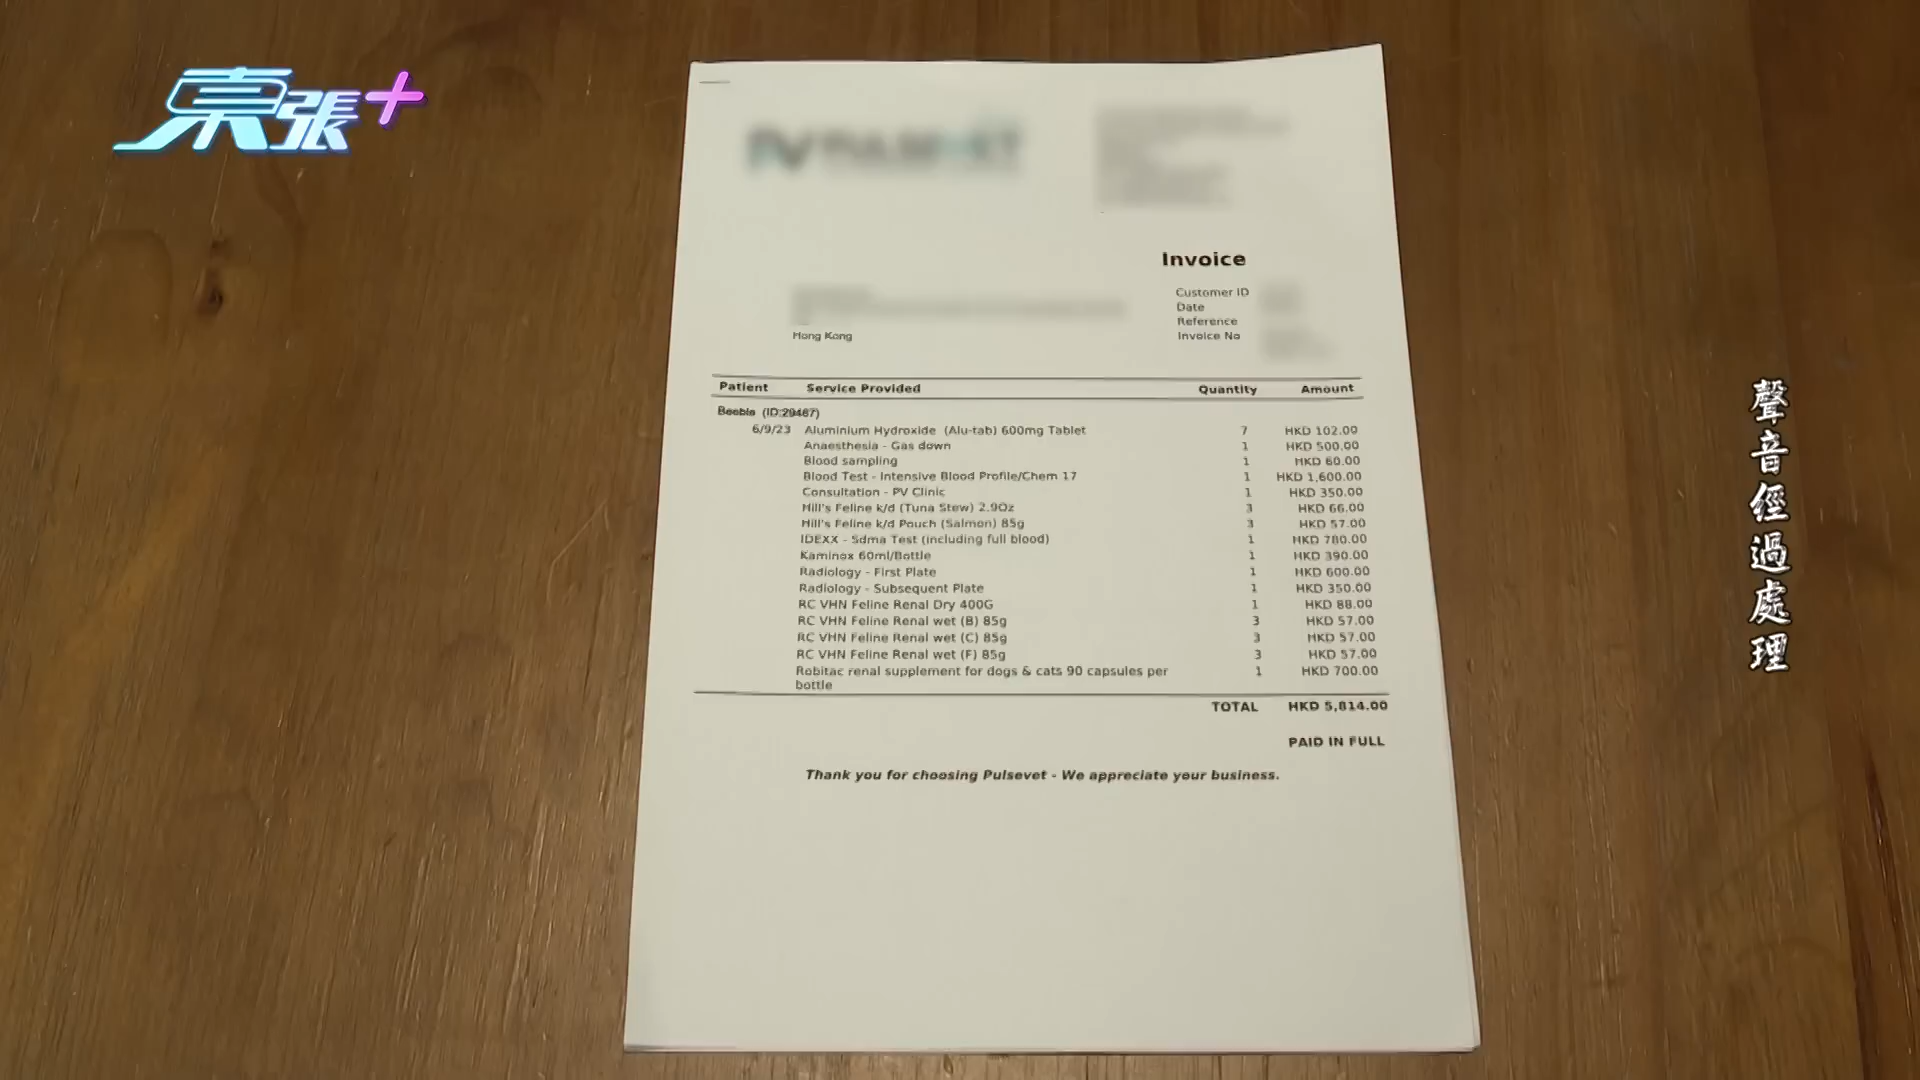 東張+
Invoice
Customer ID
Date
Reference
Hong Kong
Invoice No
Patient Service Provided Quantity Amount
(ID:29487)
6/9/23 Aluminium Hydroxide (Alu-tab) 600mg Tablet 7 HKD 102.00
Anaesthesia - Gas down 1 HKD 500.00
Blood sampling 1 HKD 60.00
Blood Test - Intensive Blood Profile/Chem 17 1 HKD 1,600.00
Consultation - PV Clinic 1 HKD 350.00
Hill's Feline k/d (Tuna Stew) 2.9Oz 3 HKD 66.00
Hill's Feline k/d Pouch (Salmon) 85g 3 HKD 57.00
IDEXX - Sdma Test (including full blood) 1 HKD 780.00
Kaminox 60ml/Bottle 1 HKD 390.00
Radiology - First Plate 1 HKD 600.00
Radiology - Subsequent Plate 1 HKD 350.00
RC VHN Feline Renal Dry 400G 1 HKD 88.00
RC VHN Feline Renal wet (B) 85g 3 HKD 57.00
RC VHN Feline Renal wet (C) 85g 3 HKD 57.00
RC VHN Feline Renal wet (F) 85g 3 HKD 57.00
Robitac renal supplement for dogs & cats 90 capsules per 1 HKD 700.00
bottle
TOTAL HKD 5,814.00
PAID IN FULL
Thank you for choosing Pulsevet - We appreciate your business.
聲音經過處理